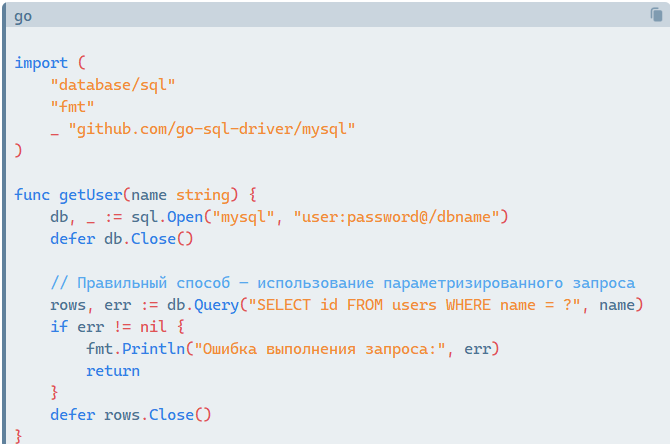 go
import (
    "database/sql"
    "fmt"
    _ "github.com/go-sql-driver/mysql"
)
func getUser(name string) {
    db, _ := sql.Open("mysql", "user:password@/dbname")
    defer db.Close()
    // Правильный способ — использование параметризированного запроса
    rows, err := db.Query("SELECT id FROM users WHERE name = ?", name)
    if err != nil {
        fmt.Println("Ошибка выполнения запроса:", err)
        return
    }
    defer rows.Close()
}